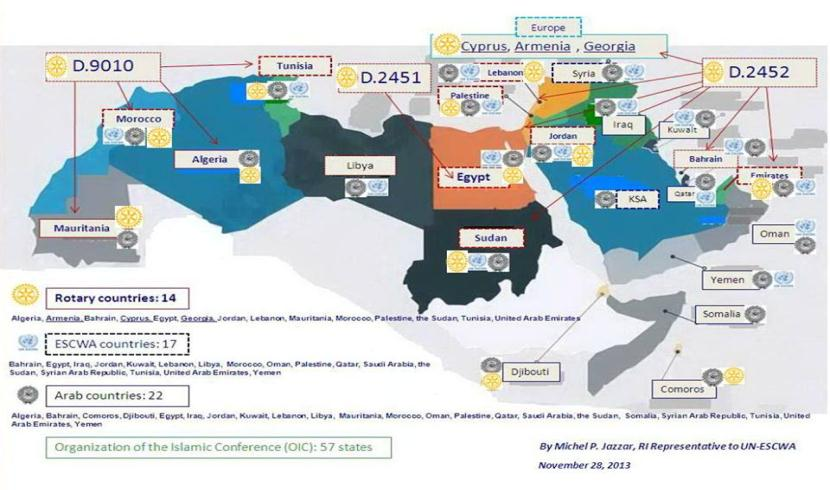 Europe
Cyprus, Armenia , Georgia
D.9010
Tunisia
D.2451
Lebanon
Syria
D.2452
Palestine
Morocco
Jordan
Iraq
Kuwait
Algeria
Libya
Egypt
Bahrain
Emirates
Qatar
KSA
Mauritania
Sudan
Oman
Yemen
Somalia
Djibouti
Comoros
Rotary countries: 14
Algeria, Armenia, Bahrain, Cyprus, Egypt, Georgia, Jordan, Lebanon, Mauritania, Morocco, Palestine, the Sudan, Tunisia, United Arab Emirates
ESCWA countries: 17
Bahrain, Egypt, Iraq, Jordan, Kuwait, Lebanon, Libya, Morocco, Oman, Palestine, Qatar, Saudi Arabia, the
Sudan, Syrian Arab Republic, Tunisia, United Arab Emirates, Yemen
Arab countries: 22
Algeria, Bahrain, Comoros, Djibouti, Egypt, Iraq, Jordan, Kuwait, Lebanon, Libya, Mauritania, Morocco, Oman, Palestine, Qatar, Saudi Arabia, the Sudan, Somalia, Syrian Arab Republic, Tunisia, United
Arab Emirates, Yemen
Organization of the Islamic Conference (OIC): 57 states
By Michel P. Jazzar, RI Representative to UN-ESCWA
November 28, 2013